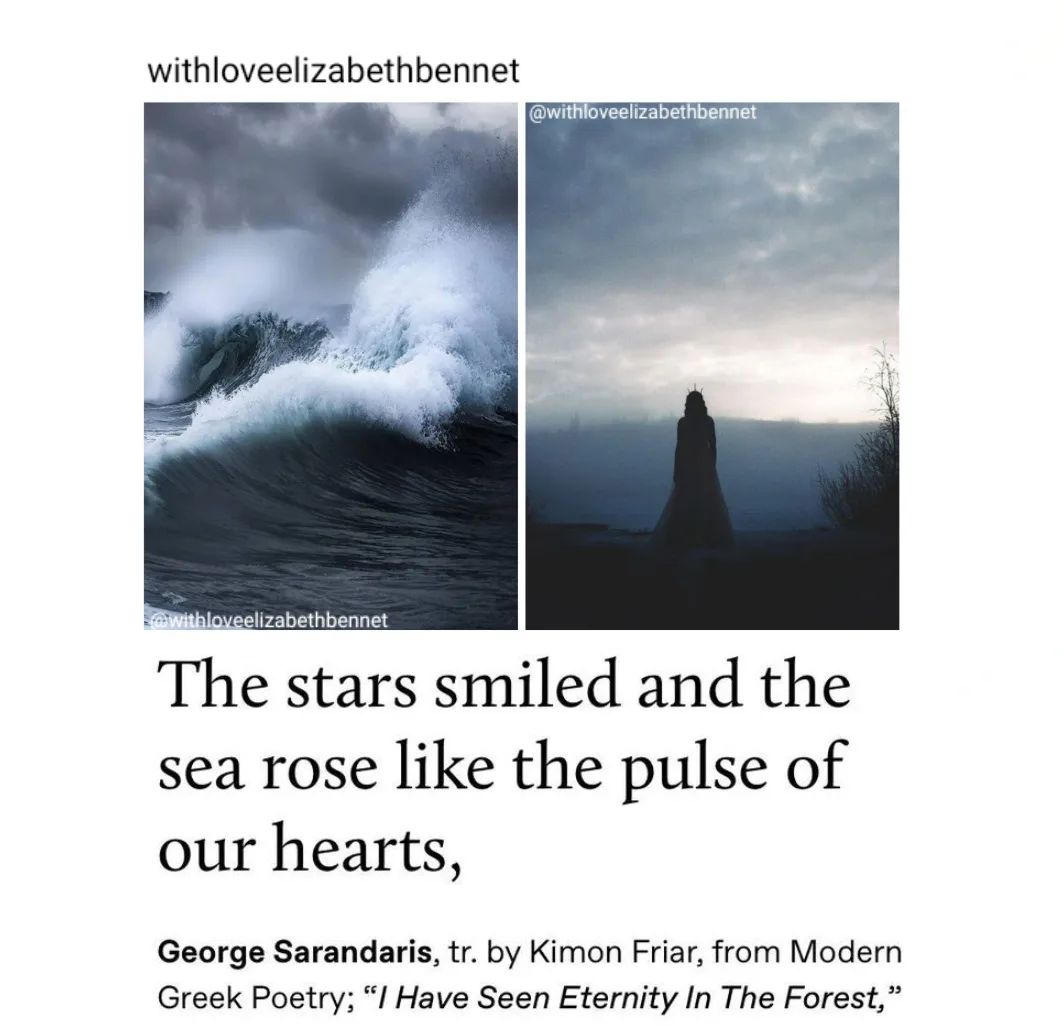 withloveelizabethbennet
@withloveelizabethbennet
@withloveelizabethbennet
The stars smiled and the
sea rose like the pulse of
our hearts,
George Sarandaris, tr. by Kimon Friar, from Modern
Greek Poetry; “I Have Seen Eternity In The Forest,”